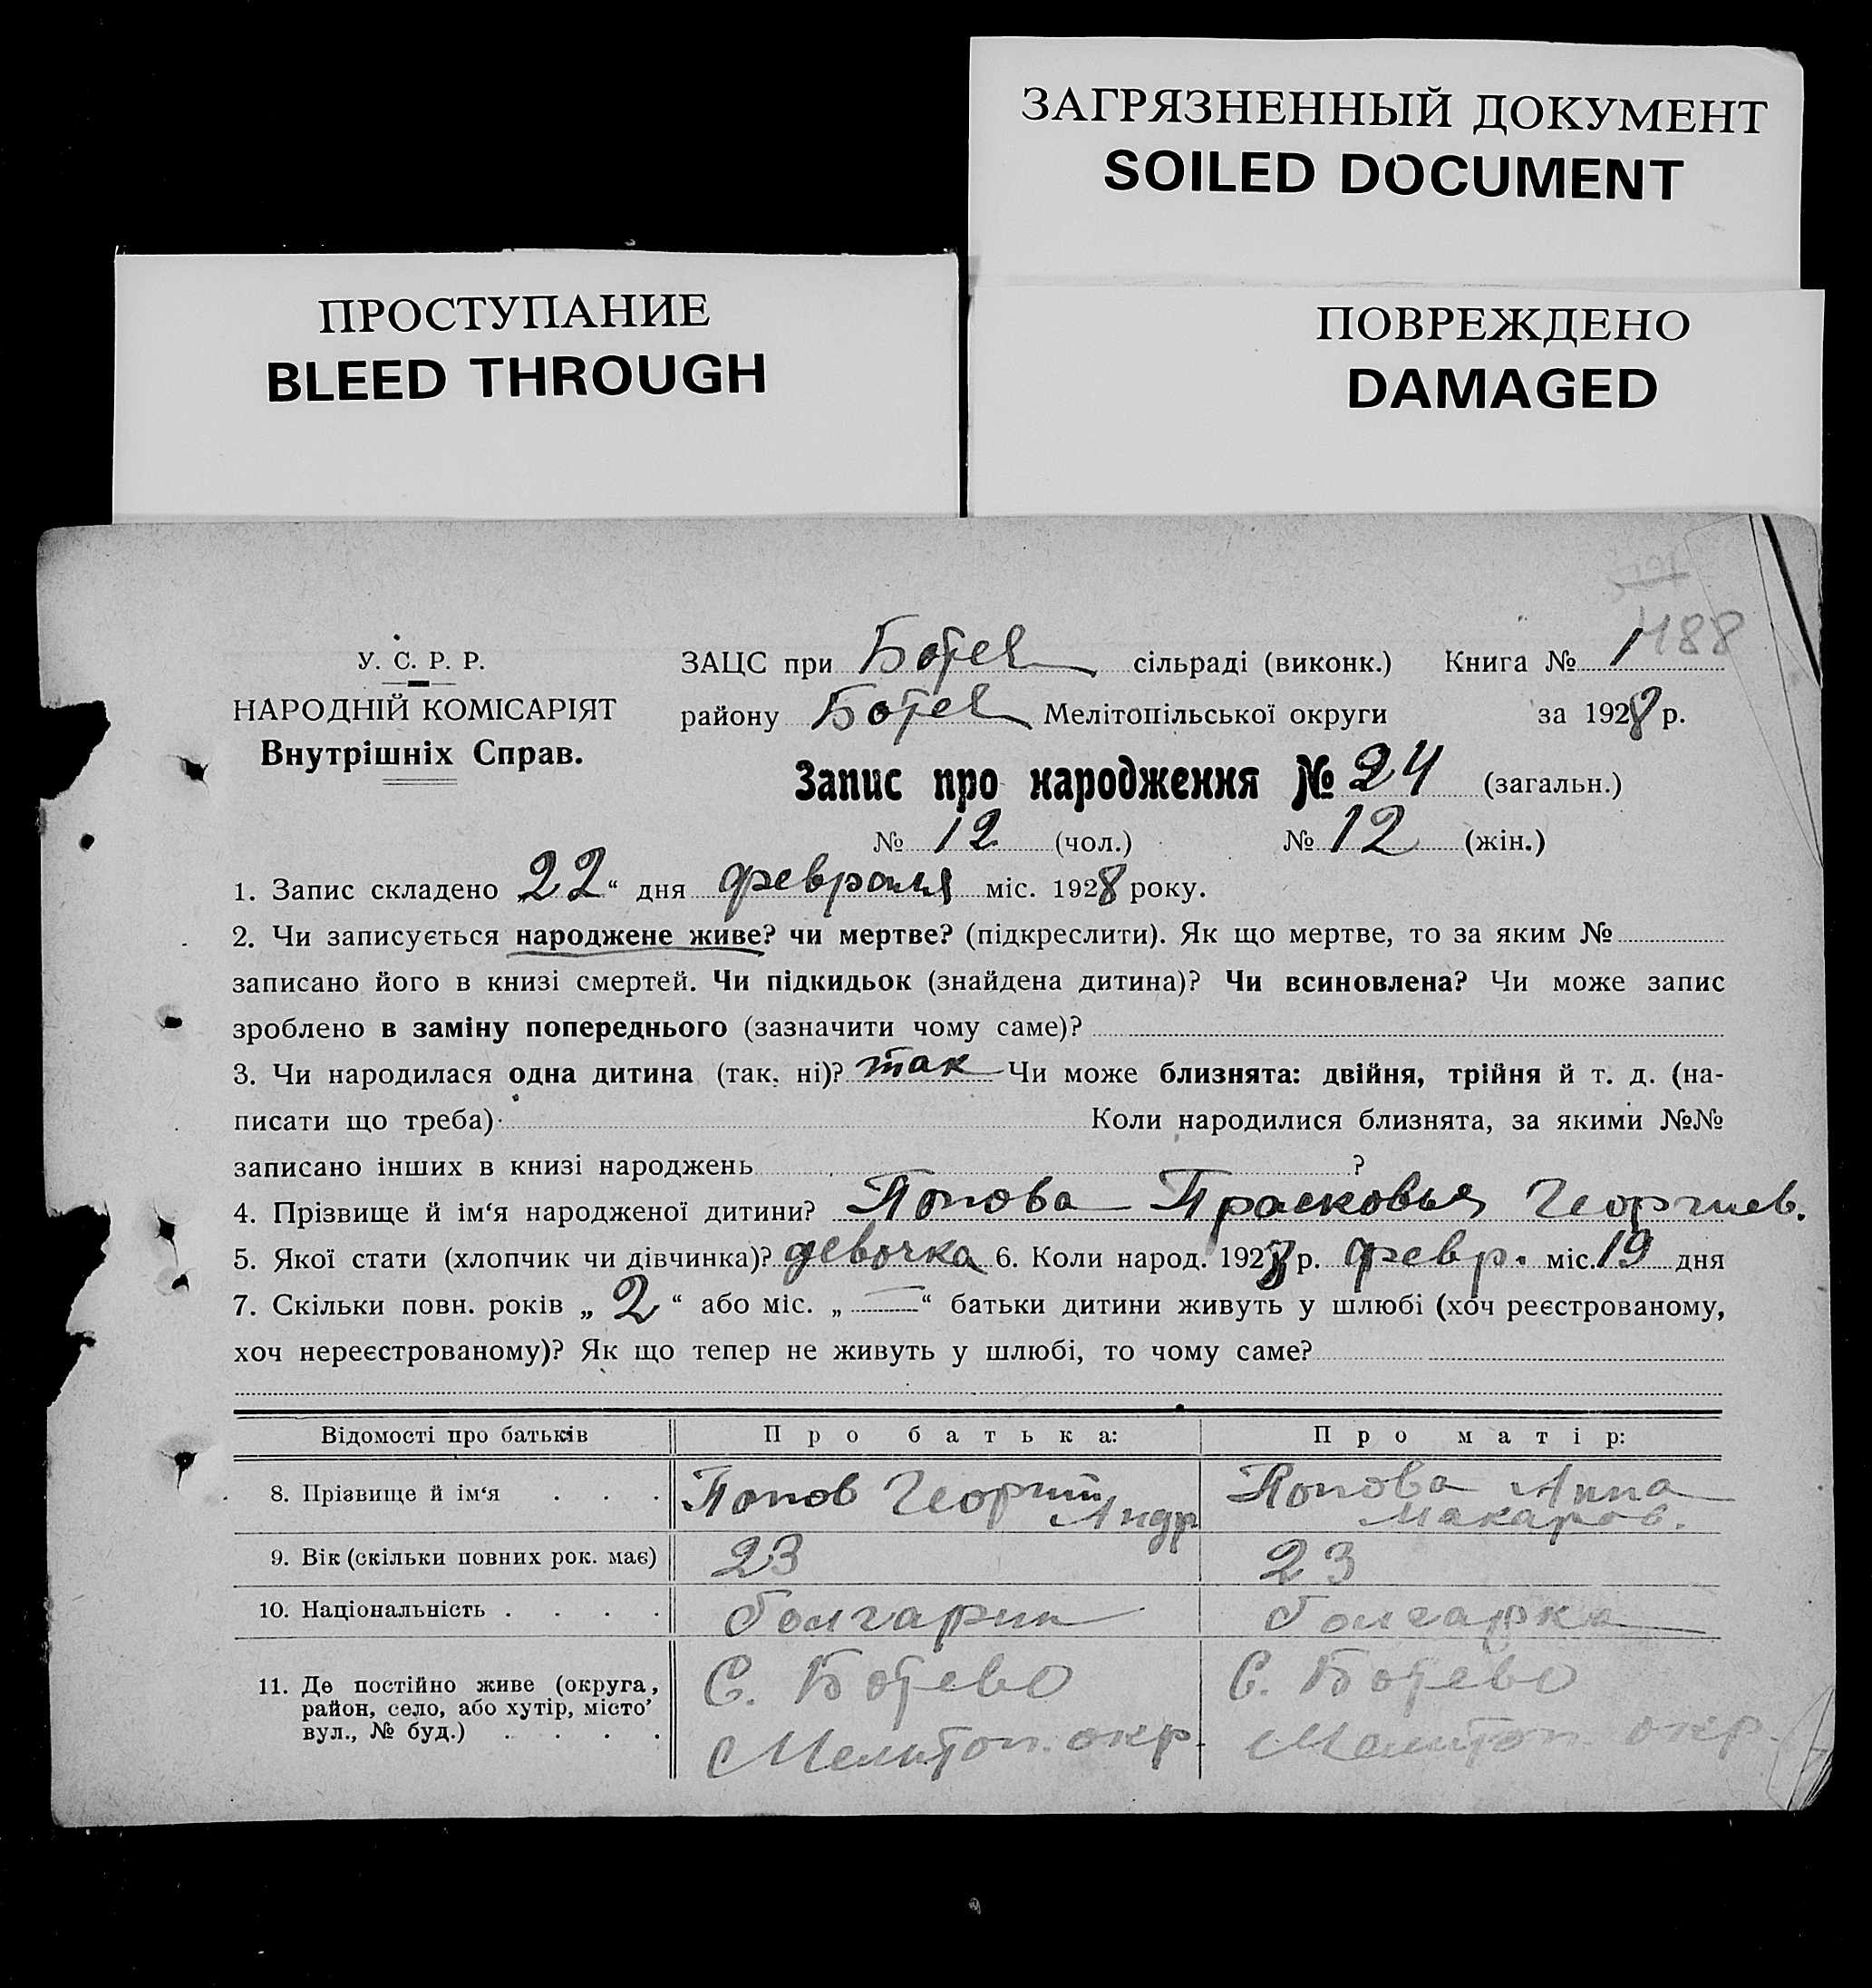 ЗАГРЯЗНЕННЫЙ ДОКУМЕНТ
SOILED DOCUMENT
ПРОСТУПАНИЕ
BLEED THROUGH
ПОВРЕЖДЕНО
DAMAGED
488
У. С. Р. Р.
НАРОДНІЙ КОМІСАРІЯТ
Внутрішніх Справ.
ЗАЦС при Ботев сільраді (виконк.) Книга № 1
району Ботев Мелітопільської округи за 1928 р.
Запис про народження № 24 (загальн.)
№ 12 (чол.) № 12 (жін.)
1. Запис складено 22 “ дня февраля міс. 1928 року.
2. Чи записується народжене живе? чи мертве? (підкреслити). Як що мертве, то за яким №
записано його в книзі смертей. Чи підкидьок (знайдена дитина)? Чи всиновлена? Чи може запис
зроблено в заміну попереднього (зазначити чому саме)?
3. Чи народилася одна дитина (так, ні)? так Чи може близнята: двійня, трійня й т. д. (на-
писати що треба) Коли народилися близнята, за якими №№
записано інших в книзі народжень ?
4. Прізвище й ім‘я народженої дитини? Попова Прасковья Георгиев.
5. Якої стати (хлопчик чи дівчинка)? девочка 6. Коли народ. 1928 р. февр. міс. 19 дня
7. Скільки повн. років „ 2 “ або міс. „ — “ батьки дитини живуть у шлюбі (хоч реєстрованому,
хоч нереєстрованому)? Як що тепер не живуть у шлюбі, то чому саме?
Відомості про батьків Про батька: Про матір:
8. Прізвище й ім‘я . . . Попов Георгий Андр Попова Анна Макаров.
9. Вік (скільки повних рок. має) 23 23
10. Національність . . . . болгарин болгарка
11. Де постійно живе (округа, район, село, або хутір, місто, вул., № буд.) . . . . С. Ботево Мелитоп. окр. С. Ботево Мелитоп. окр.